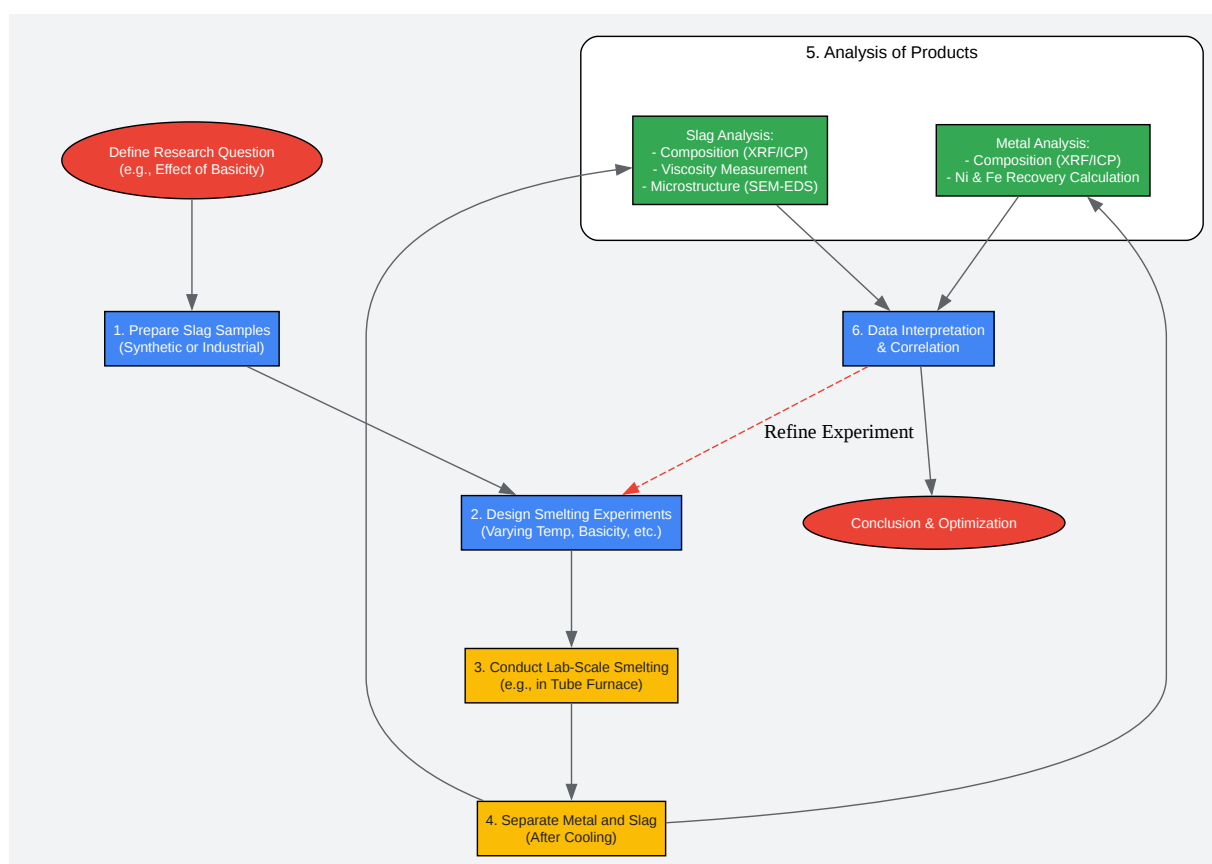 5. Analysis of Products
Define Research Question
(e.g., Effect of Basicity)
Slag Analysis:
- Composition (XRF/ICP)
- Viscosity Measurement
- Microstructure (SEM-EDS)
Metal Analysis:
- Composition (XRF/ICP)
- Ni & Fe Recovery Calculation
1. Prepare Slag Samples
(Synthetic or Industrial)
6. Data Interpretation
& Correlation
Refine Experiment
2. Design Smelting Experiments
(Varying Temp, Basicity, etc.)
Conclusion & Optimization
3. Conduct Lab-Scale Smelting
(e.g., in Tube Furnace)
4. Separate Metal and Slag
(After Cooling)